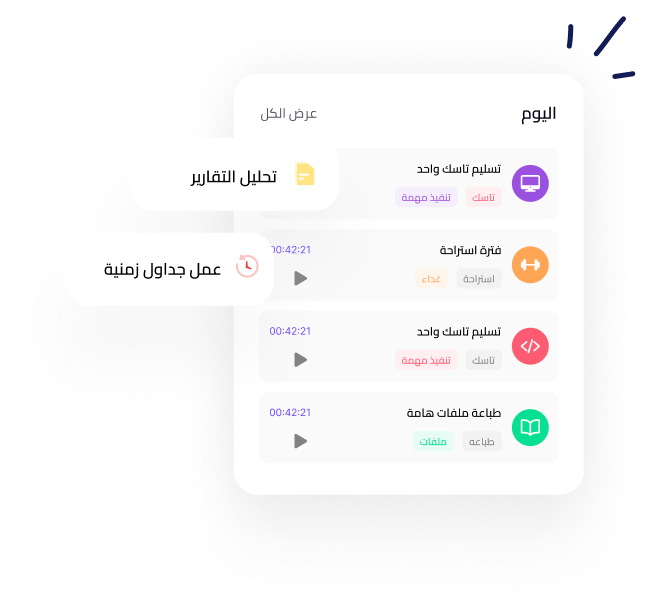 اليوم
عرض الكل
تحليل التقارير
تسليم تاسك واحد
تاسك
تنفيذ مهمة
عمل جداول زمنية
فترة استراحة
00:42:21
استراحة
غداء
تسليم تاسك واحد
00:42:21
تاسك
تنفيذ مهمة
طباعة ملفات هامة
00:42:21
طباعه
ملفات